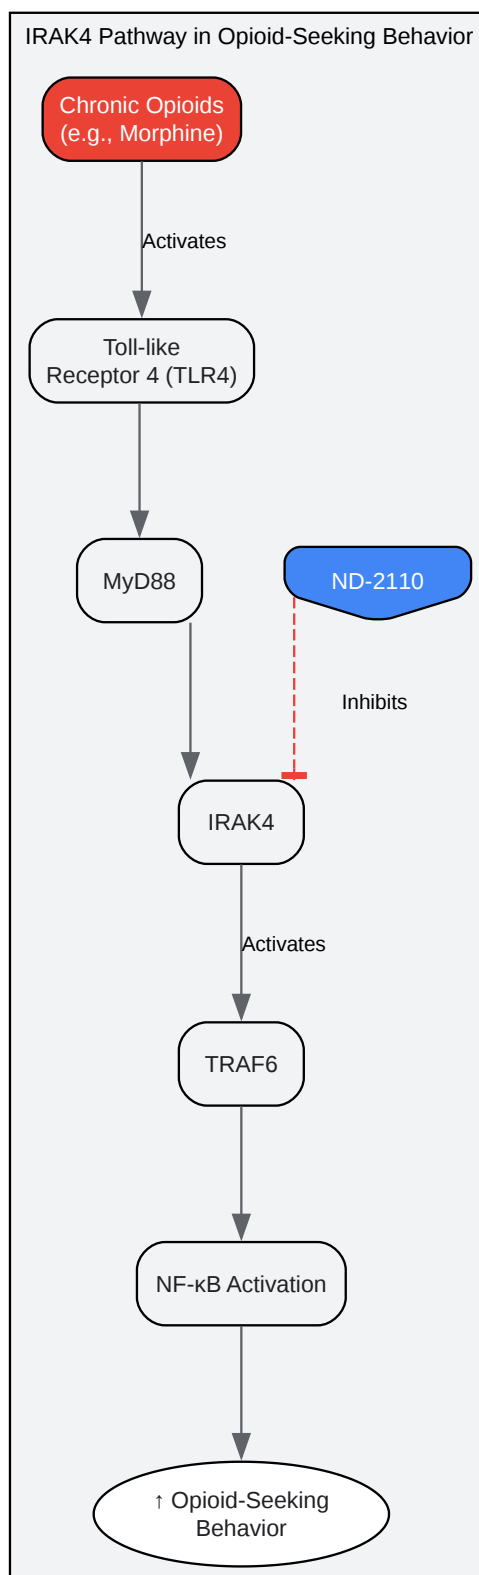 IRAK4 Pathway in Opioid-Seeking Behavior
Chronic Opioids
(e.g., Morphine)
Activates
Toll-like
Receptor 4 (TLR4)
MyD88
ND-2110
Inhibits
IRAK4
Activates
TRAF6
NF-κB Activation
↑ Opioid-Seeking
Behavior